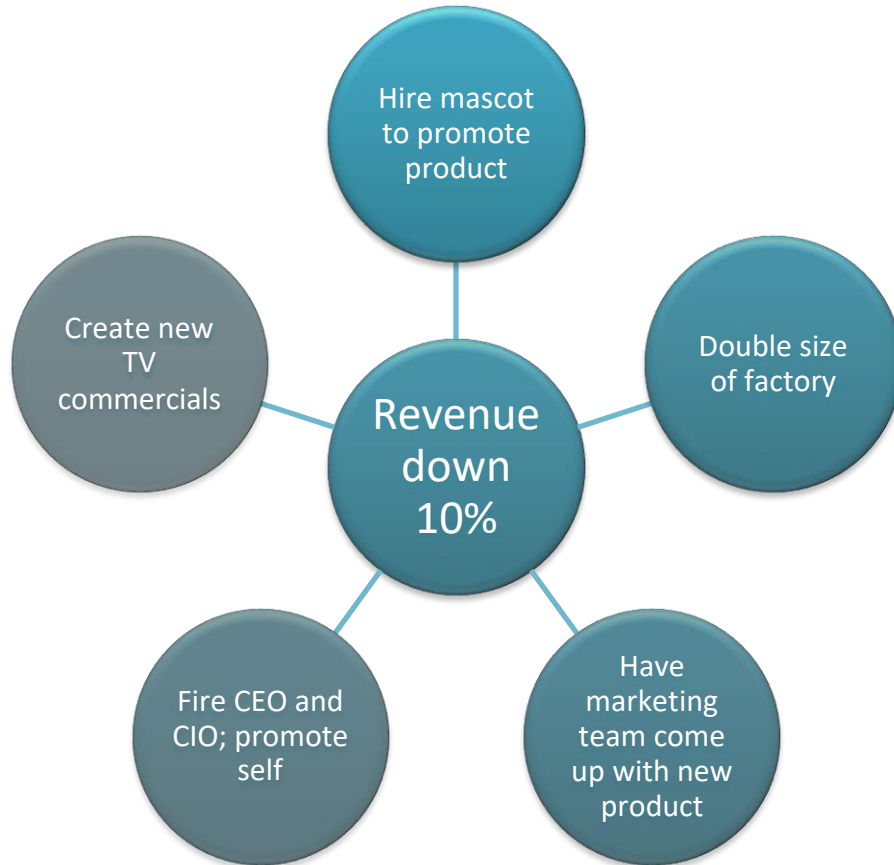 Hire mascot
to promote
product
Create new
TV
commercials
Double size
of factory
Revenue
down
10%
Fire CEO and
CIO; promote
self
Have
marketing
team come
up with new
product